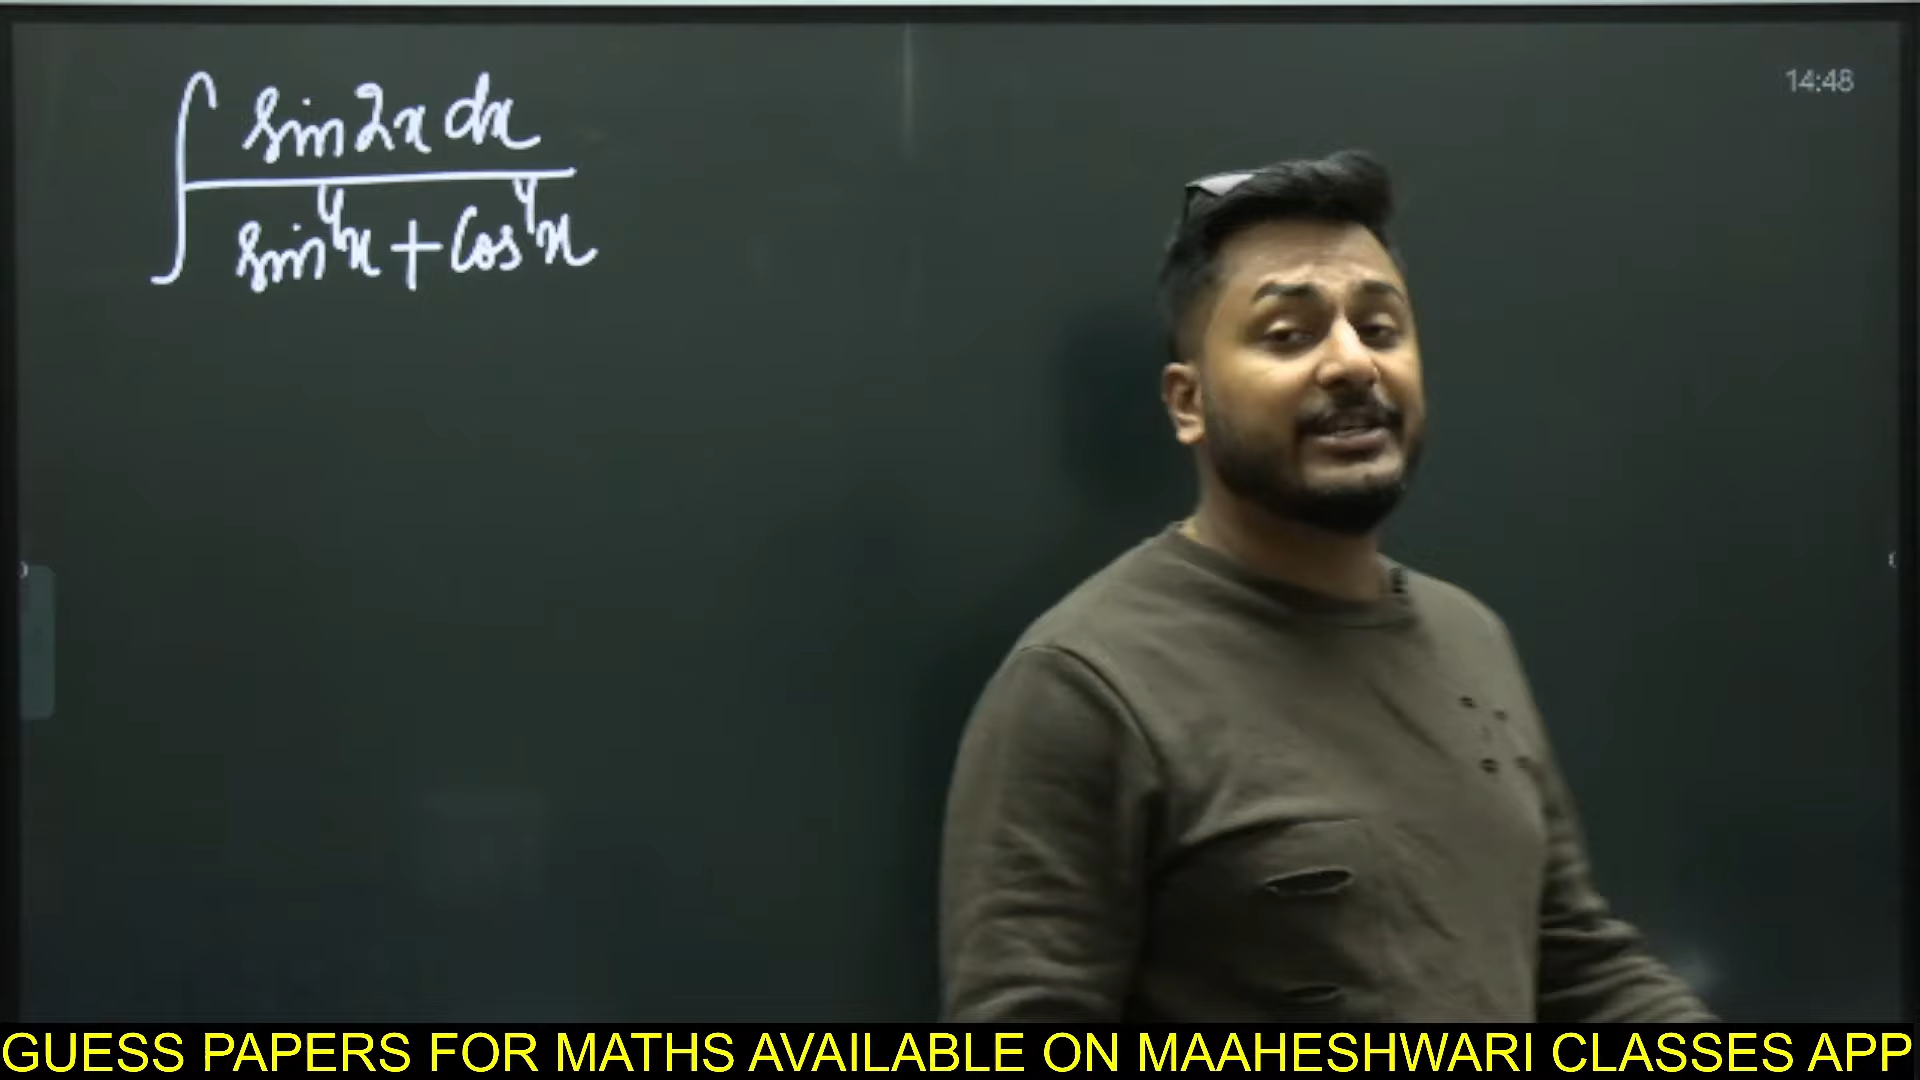 ∫ sin2x dx
14:48
sin⁴x + cos⁴x
GUESS PAPERS FOR MATHS AVAILABLE ON MAAHESHWARI CLASSES APP